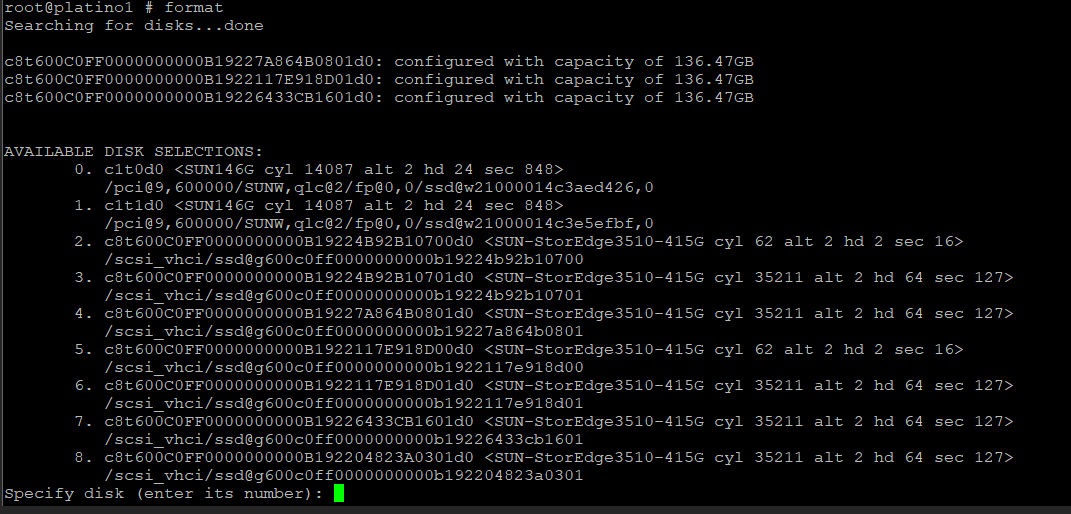 root@platino1 # format
Searching for disks...done

c8t600C0FF0000000000B19227A864B0801d0: configured with capacity of 136.47GB
c8t600C0FF0000000000B1922117E918D01d0: configured with capacity of 136.47GB
c8t600C0FF0000000000B19226433CB1601d0: configured with capacity of 136.47GB


AVAILABLE DISK SELECTIONS:
       0. c1t0d0 <SUN146G cyl 14087 alt 2 hd 24 sec 848>
          /pci@9,600000/SUNW,qlc@2/fp@0,0/ssd@w21000014c3aed426,0
       1. c1t1d0 <SUN146G cyl 14087 alt 2 hd 24 sec 848>
          /pci@9,600000/SUNW,qlc@2/fp@0,0/ssd@w21000014c3e5efbf,0
       2. c8t600C0FF0000000000B19224B92B10700d0 <SUN-StorEdge3510-415G cyl 62 alt 2 hd 2 sec 16>
          /scsi_vhci/ssd@g600c0ff0000000000b19224b92b10700
       3. c8t600C0FF0000000000B19224B92B10701d0 <SUN-StorEdge3510-415G cyl 35211 alt 2 hd 64 sec 127>
          /scsi_vhci/ssd@g600c0ff0000000000b19224b92b10701
       4. c8t600C0FF0000000000B19227A864B0801d0 <SUN-StorEdge3510-415G cyl 35211 alt 2 hd 64 sec 127>
          /scsi_vhci/ssd@g600c0ff0000000000b19227a864b0801
       5. c8t600C0FF0000000000B1922117E918D00d0 <SUN-StorEdge3510-415G cyl 62 alt 2 hd 2 sec 16>
          /scsi_vhci/ssd@g600c0ff0000000000b1922117e918d00
       6. c8t600C0FF0000000000B1922117E918D01d0 <SUN-StorEdge3510-415G cyl 35211 alt 2 hd 64 sec 127>
          /scsi_vhci/ssd@g600c0ff0000000000b1922117e918d01
       7. c8t600C0FF0000000000B19226433CB1601d0 <SUN-StorEdge3510-415G cyl 35211 alt 2 hd 64 sec 127>
          /scsi_vhci/ssd@g600c0ff0000000000b19226433cb1601
       8. c8t600C0FF0000000000B192204823A0301d0 <SUN-StorEdge3510-415G cyl 35211 alt 2 hd 64 sec 127>
          /scsi_vhci/ssd@g600c0ff0000000000b192204823a0301
Specify disk (enter its number):